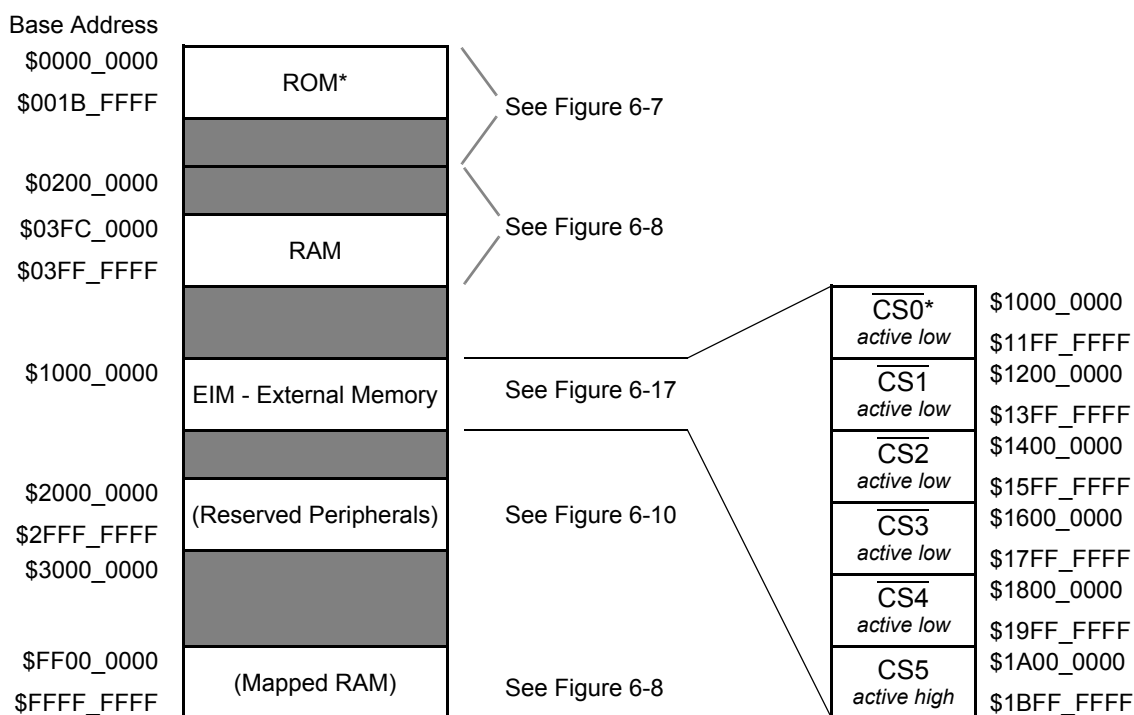 Base Address
$0000_0000
ROM*
$001B_FFFF
See Figure 6-7
$0200_0000
$03FC_0000
See Figure 6-8
RAM
$03FF_FFFF
$1000_0000
EIM - External Memory
See Figure 6-17
$2000_0000
(Reserved Peripherals)
See Figure 6-10
$2FFF_FFFF
$3000_0000
$FF00_0000
(Mapped RAM)
See Figure 6-8
$FFFF_FFFF
CS0*
active low
$1000_0000
$11FF_FFFF
CS1
active low
$1200_0000
$13FF_FFFF
CS2
active low
$1400_0000
$15FF_FFFF
CS3
active low
$1600_0000
$17FF_FFFF
CS4
active low
$1800_0000
$19FF_FFFF
CS5
active high
$1A00_0000
$1BFF_FFFF